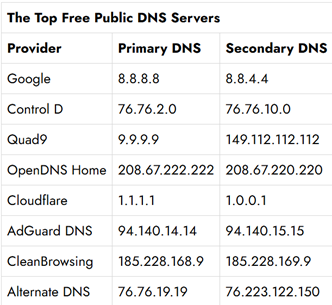 The Top Free Public DNS Servers
Provider Primary DNS Secondary DNS
Google 8.8.8.8 8.8.4.4
Control D 76.76.2.0 76.76.10.0
Quad9 9.9.9.9 149.112.112.112
OpenDNS Home 208.67.222.222 208.67.220.220
Cloudflare 1.1.1.1 1.0.0.1
AdGuard DNS 94.140.14.14 94.140.15.15
CleanBrowsing 185.228.168.9 185.228.169.9
Alternate DNS 76.76.19.19 76.223.122.150